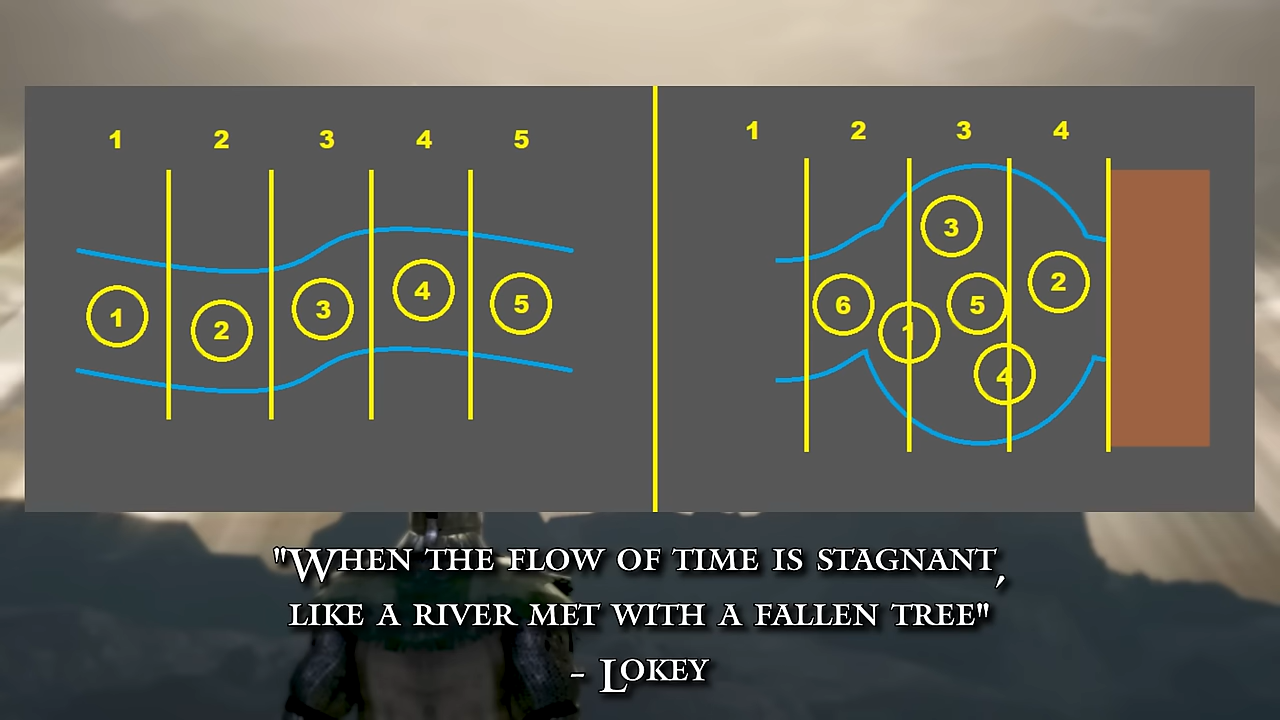 1 2 3 4 5
1 2 3 4 5
1 2 3 4
3
2
6 1 5
4
"When the flow of time is stagnant,
like a river met with a fallen tree"
- Lokey